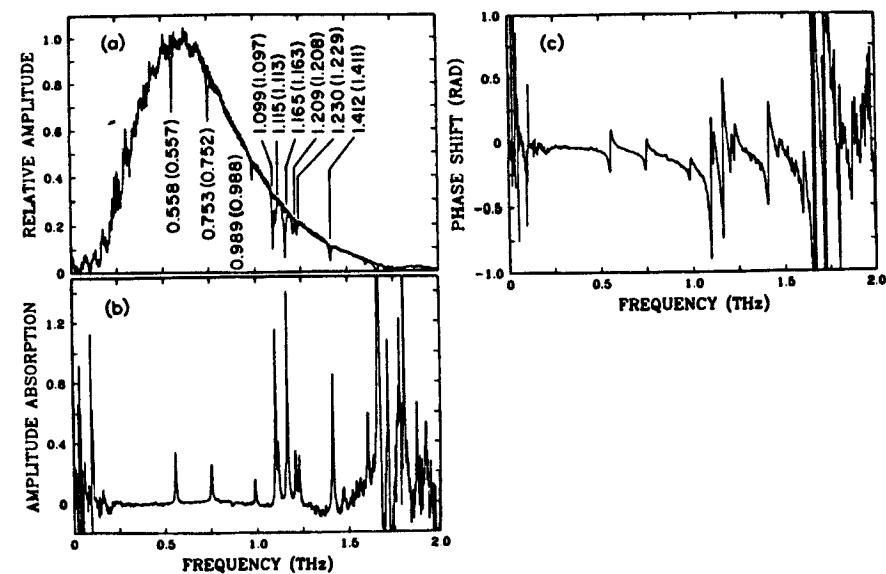 (a)
RELATIVE AMPLITUDE
1.0
0.8
0.6
0.4
0.2
0
0.558 (0.557)
0.753 (0.752)
0.989 (0.988)
1.099 (1.097)
1.115 (1.113)
1.165 (1.163)
1.209 (1.208)
1.230 (1.229)
1.412 (1.411)
(b)
AMPLITUDE ABSORPTION
1.2
0.8
0.4
0
0 0.5 1.0 1.5 2.0
FREQUENCY (THz)
(c)
PHASE SHIFT (RAD)
1.0
0.5
0
-0.5
-1.0
0 0.5 1.0 1.5 2.0
FREQUENCY (THz)